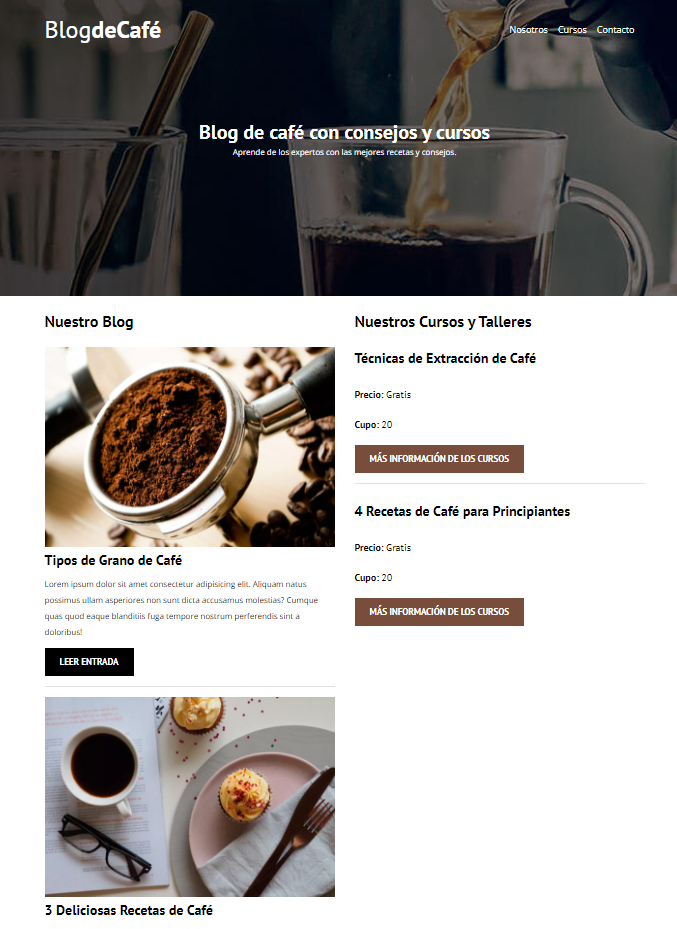 BlogdeCafé
Nosotros Cursos Contacto
Blog de café con consejos y cursos
Aprende de los expertos con las mejores recetas y consejos.
Nuestro Blog
Tipos de Grano de Café
Lorem ipsum dolor sit amet consectetur adipisicing elit. Aliquam natus
possimus ullam asperiores non sunt dicta accusamus molestias? Cumque
quas quod eaque blanditiis fuga tempore nostrum perferendis sint a
doloribus!
LEER ENTRADA
3 Deliciosas Recetas de Café
Nuestros Cursos y Talleres
Técnicas de Extracción de Café
Precio: Gratis
Cupo: 20
MÁS INFORMACIÓN DE LOS CURSOS
4 Recetas de Café para Principiantes
Precio: Gratis
Cupo: 20
MÁS INFORMACIÓN DE LOS CURSOS